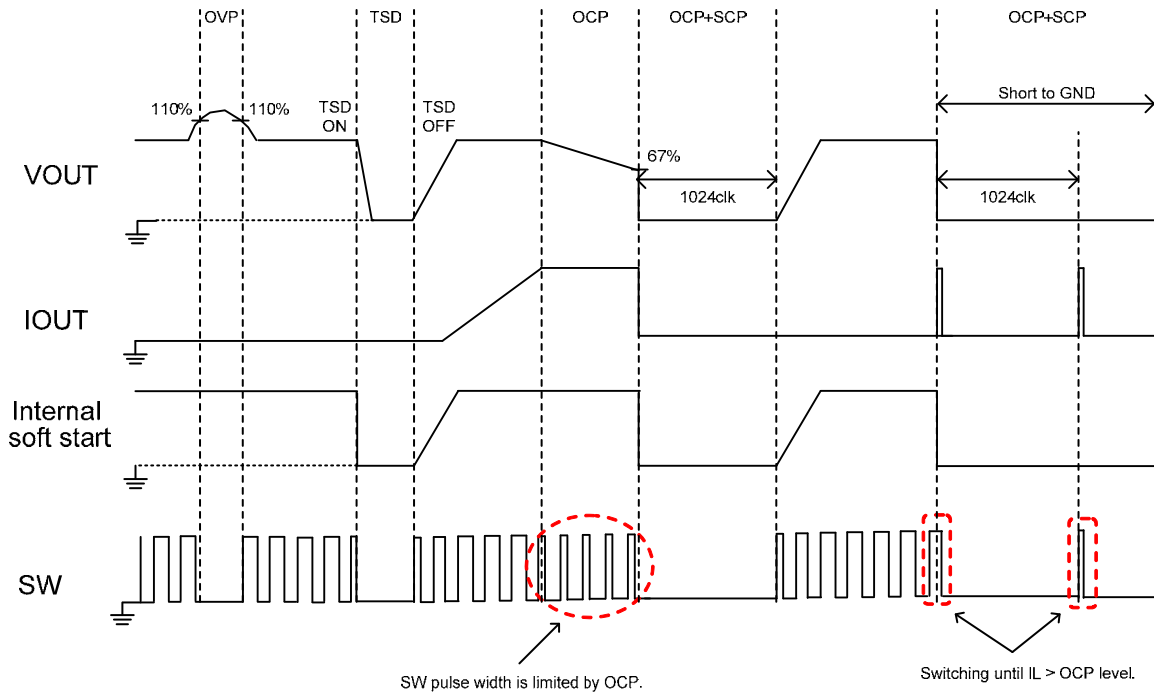 OVP
TSD
OCP
OCP+SCP
OCP+SCP
Short to GND
110%
110%
TSD
ON
TSD
OFF
67%
VOUT
1024clk
1024clk
IOUT
Internal
soft start
SW
SW pulse width is limited by OCP.
Switching until IL > OCP level.